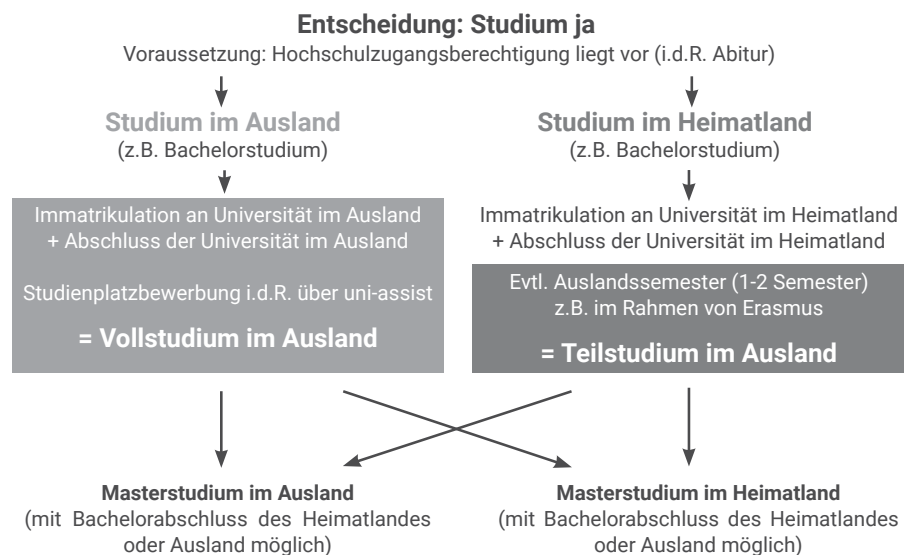 Entscheidung: Studium ja
Voraussetzung: Hochschulzugangsberechtigung liegt vor (i.d.R. Abitur)
Studium im Ausland
(z.B. Bachelorstudium)
Immatrikulation an Universität im Ausland
+ Abschluss der Universität im Ausland
Studienplatzbewerbung i.d.R. über uni-assist
= Vollstudium im Ausland
Studium im Heimatland
(z.B. Bachelorstudium)
Immatrikulation an Universität im Heimatland
+ Abschluss der Universität im Heimatland
Evtl. Auslandssemester (1-2 Semester)
z.B. im Rahmen von Erasmus
= Teilstudium im Ausland
Masterstudium im Ausland
(mit Bachelorabschluss des Heimatlandes
oder Ausland möglich)
Masterstudium im Heimatland
(mit Bachelorabschluss des Heimatlandes
oder Ausland möglich)